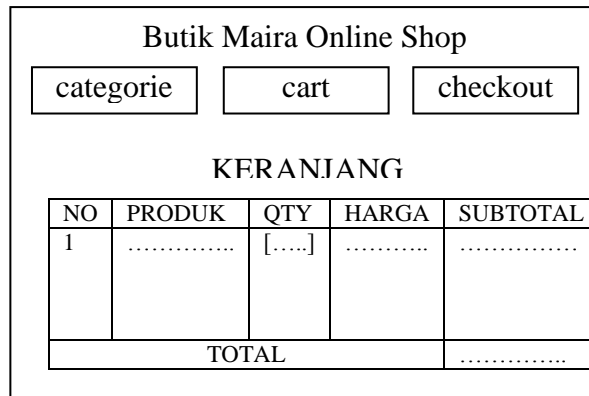 Butik Maira Online Shop
categorie cart checkout
KERANJANG
NO PRODUK QTY HARGA SUBTOTAL
1 ………….. […..] ……….. ……………
TOTAL …………..